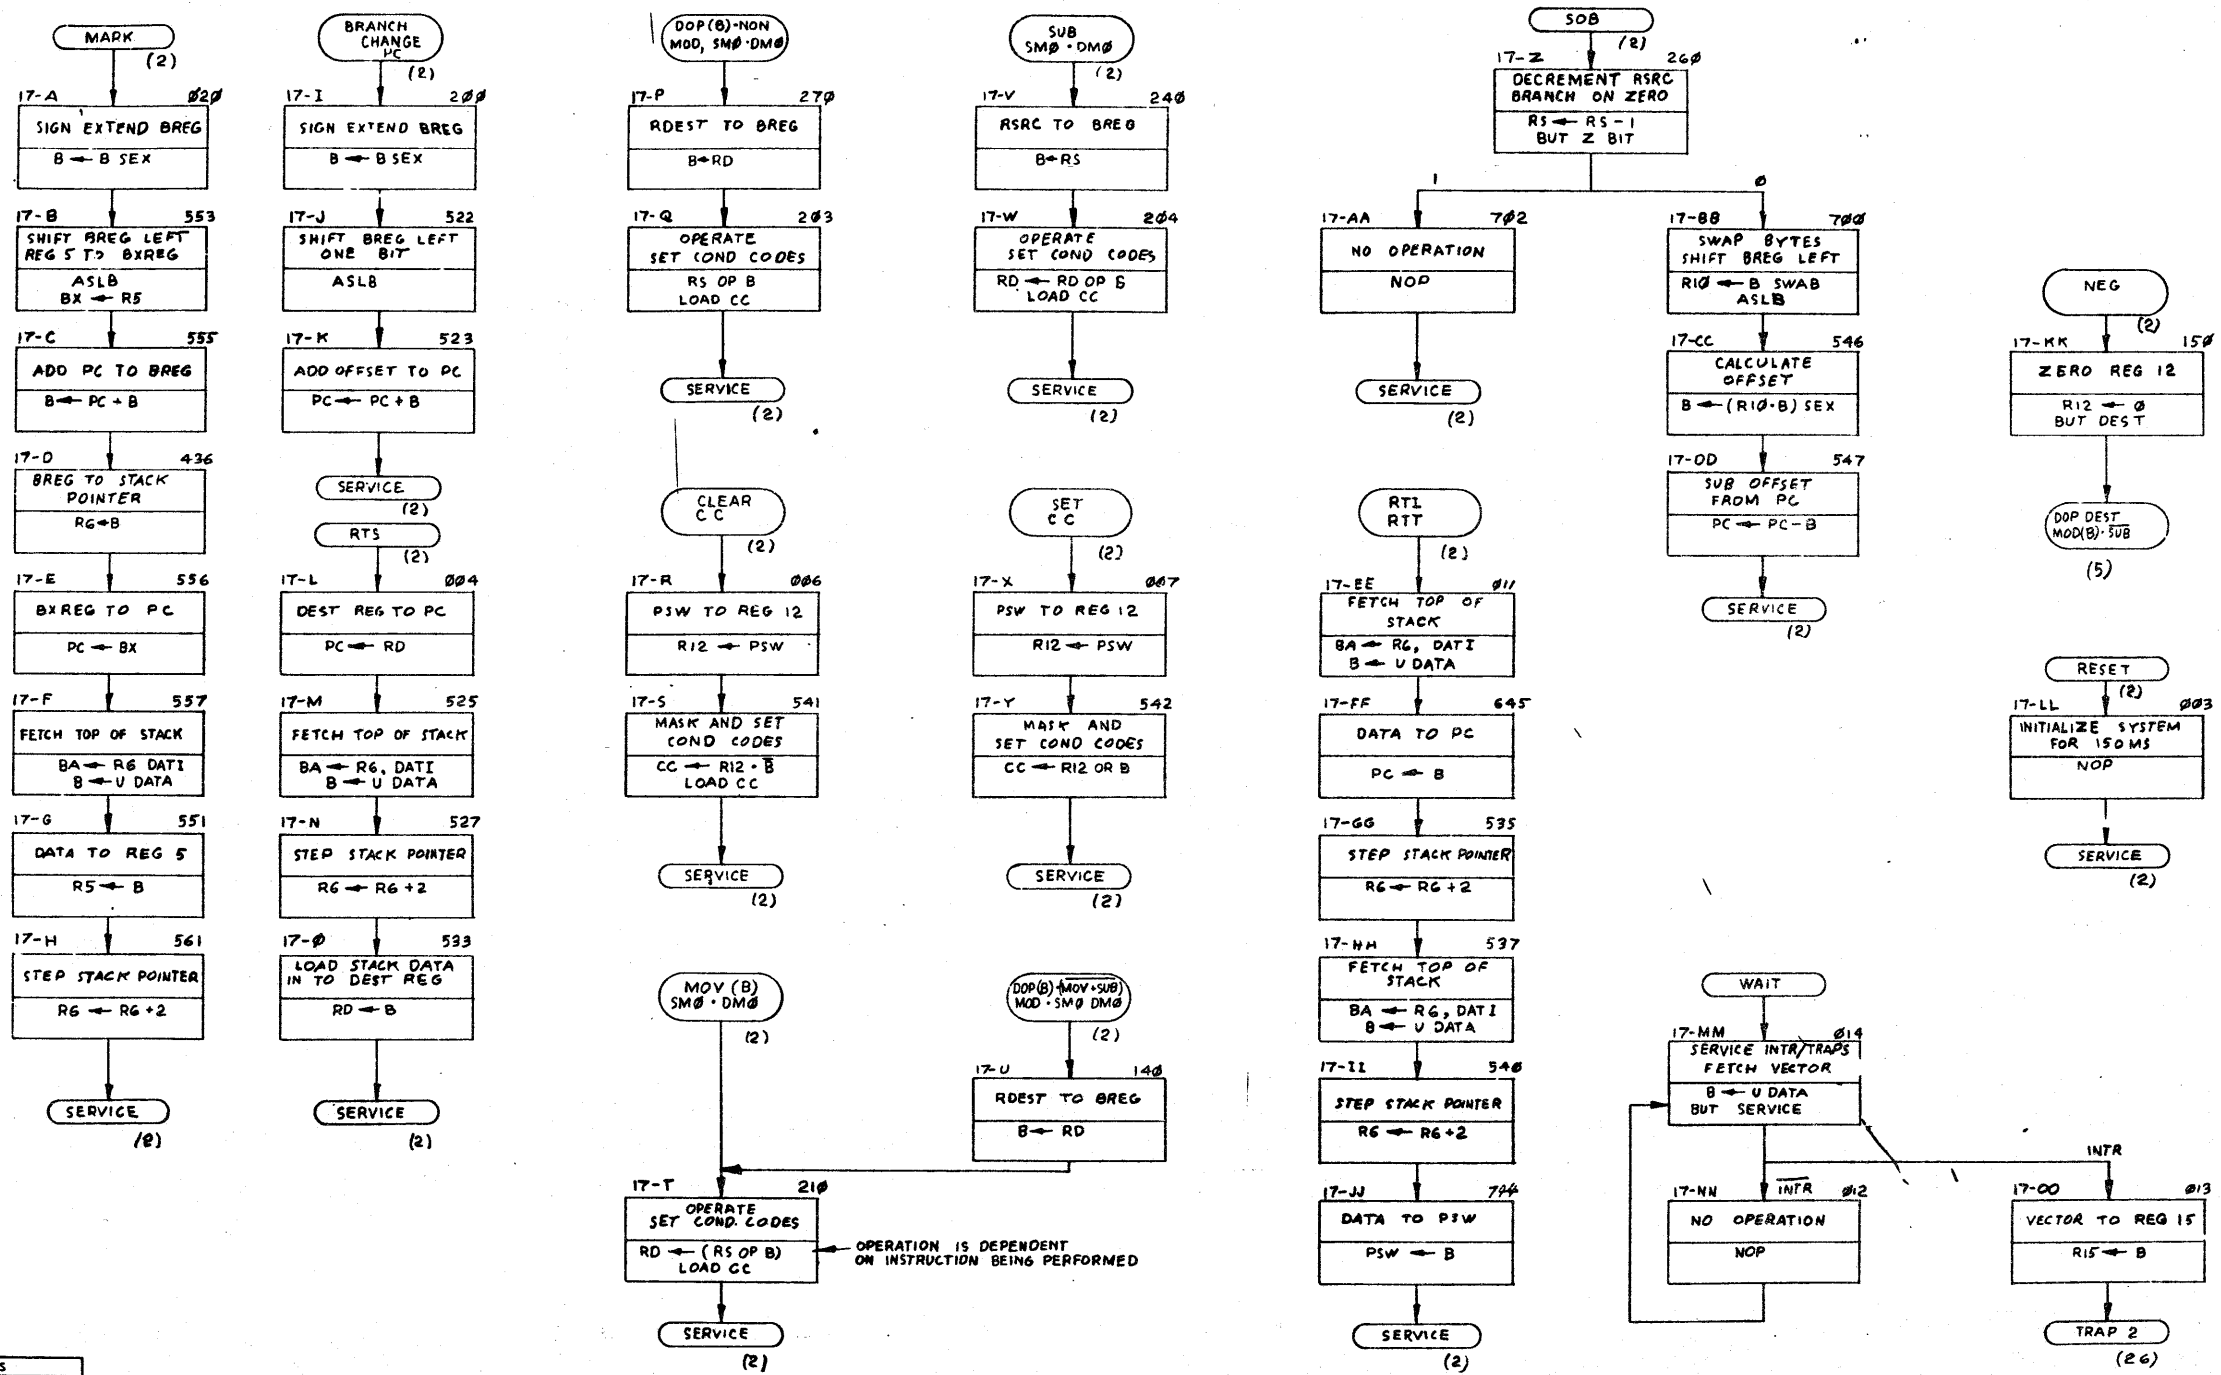 MARK
(2)
17-A 020
SIGN EXTEND BREG
B ← B SEX
17-B 553
SHIFT BREG LEFT
REG 5 TO BXREG
ASLB
BX ← R5
17-C 555
ADD PC TO BREG
B ← PC + B
17-D 436
BREG TO STACK
POINTER
R6←B
17-E 556
BXREG TO PC
PC ← BX
17-F 557
FETCH TOP OF STACK
BA ← R6 DATI
B ← U DATA
17-G 551
DATA TO REG 5
R5 ← B
17-H 561
STEP STACK POINTER
R6 ← R6 +2
SERVICE
(2)
BRANCH
CHANGE
PC
(2)
17-I 200
SIGN EXTEND BREG
B ← B SEX
17-J 522
SHIFT BREG LEFT
ONE BIT
ASLB
17-K 523
ADD OFFSET TO PC
PC ← PC + B
SERVICE
(2)
RTS
(2)
17-L 004
DEST REG TO PC
PC ← RD
17-M 525
FETCH TOP OF STACK
BA ← R6, DATI
B ← U DATA
17-N 527
STEP STACK POINTER
R6 ← R6 +2
17-Ø 533
LOAD STACK DATA
IN TO DEST REG
RD ← B
SERVICE
(2)
DOP(B)·NON
MOD, SMØ·DMØ
17-P 270
RDEST TO BREG
B←RD
17-Q 203
OPERATE
SET COND CODES
RS OP B
LOAD CC
SERVICE
(2)
CLEAR
CC
(2)
17-R 006
PSW TO REG 12
R12 ← PSW
17-S 541
MASK AND SET
COND CODES
CC ← R12 · B̅
LOAD CC
SERVICE
(2)
MOV (B)
SMØ · DMØ
(2)
17-T 210
OPERATE
SET COND. CODES
RD ← (RS OP B)
LOAD CC
OPERATION IS DEPENDENT
ON INSTRUCTION BEING PERFORMED
SERVICE
(2)
SUB
SMØ · DMØ
(2)
17-V 240
RSRC TO BREG
B←RS
17-W 204
OPERATE
SET COND CODES
RD ← RD OP B
LOAD CC
SERVICE
(2)
SET
CC
(2)
17-X 007
PSW TO REG 12
R12 ← PSW
17-Y 542
MASK AND
SET COND CODES
CC ← R12 OR B
SERVICE
(2)
DOP(B)·(MOV+SUB)
MOD · SMØ DMØ
(2)
17-U 140
RDEST TO BREG
B ← RD
SOB
(2)
17-Z 260
DECREMENT RSRC
BRANCH ON ZERO
RS ← RS - 1
BUT Z BIT
1 0
17-AA 702
NO OPERATION
NOP
SERVICE
(2)
17-BB 700
SWAP BYTES
SHIFT BREG LEFT
R10 ← B SWAB
ASLB
17-CC 546
CALCULATE
OFFSET
B ← (R10·B) SEX
17-DD 547
SUB OFFSET
FROM PC
PC ← PC - B
SERVICE
(2)
RTI
RTT
(2)
17-EE 011
FETCH TOP OF
STACK
BA ← R6, DATI
B ← U DATA
17-FF 645
DATA TO PC
PC ← B
17-GG 535
STEP STACK POINTER
R6 ← R6 +2
17-HH 537
FETCH TOP OF
STACK
BA ← R6, DATI
B ← U DATA
17-II 540
STEP STACK POINTER
R6 ← R6 +2
17-JJ
DATA TO PSW
PSW ← B
SERVICE
(2)
NEG
(2)
17-KK 150
ZERO REG 12
R12 ← Ø
BUT DEST
DOP DEST
MOD(B)·S̅U̅B̅
(5)
RESET
(2)
17-LL 003
INITIALIZE SYSTEM
FOR 150 MS
NOP
SERVICE
(2)
WAIT
17-MM 014
SERVICE INTR/TRAPS
FETCH VECTOR
B ← U DATA
BUT SERVICE
INTR
17-NN I̅N̅T̅R̅ 012
NO OPERATION
NOP
17-OO 013
VECTOR TO REG 15
R15 ← B
TRAP 2
(26)